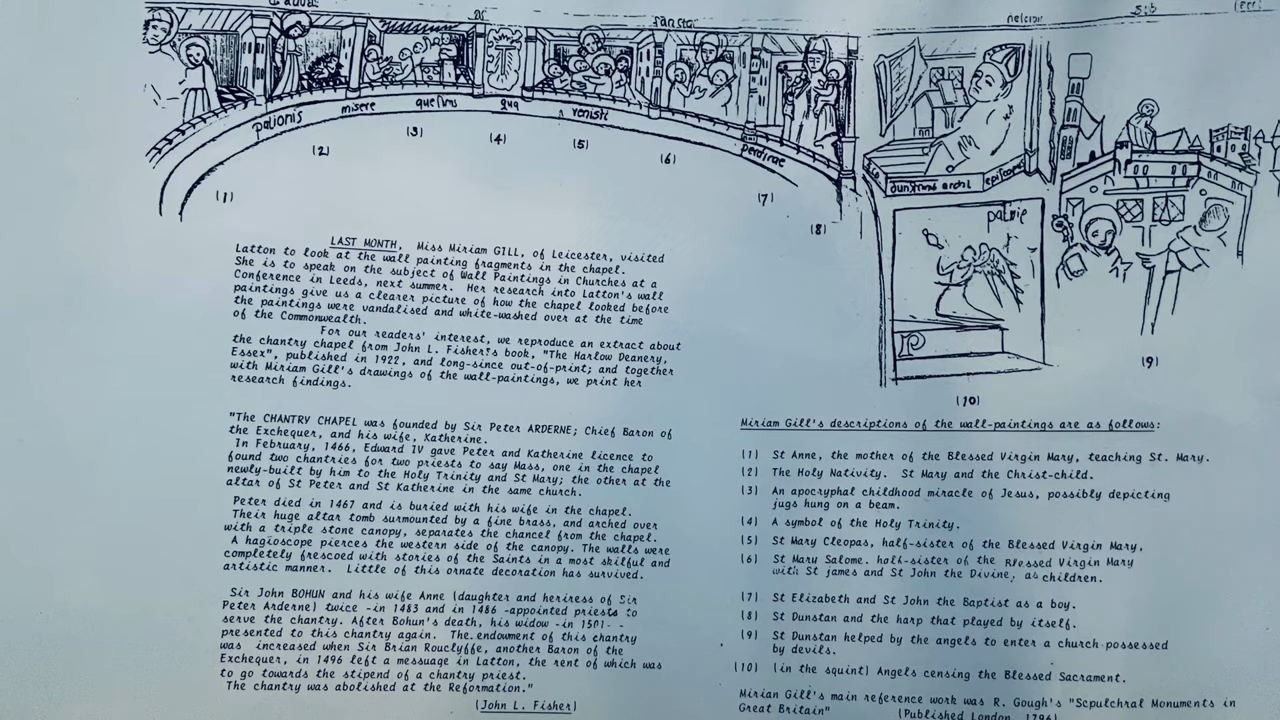 palionis misere questus qua venisti perdirae
(1) (2) (3) (4) (5) (6) (7) (8)
dunstans archi episcopus
(9)
(10)
LAST MONTH, Miss Miriam GILL, of Leicester, visited
Latton to look at the wall painting fragments in the chapel.
She is to speak on the subject of Wall Paintings in Churches at a
Conference in Leeds, next summer. Her research into Latton's wall
paintings give us a clearer picture of how the chapel looked before
the paintings were vandalised and white-washed over at the time
of the Commonwealth.
For our readers' interest, we reproduce an extract about
the chantry chapel from John L. Fisher's book, "The Harlow Deanery,
Essex", published in 1922, and long-since out-of-print; and together
with Miriam Gill's drawings of the wall-paintings, we print her
research findings.
"The CHANTRY CHAPEL was founded by Sir Peter ARDERNE; Chief Baron of
the Exchequer, and his wife, Katherine.
In February, 1466, Edward IV gave Peter and Katherine licence to
found two chantries for two priests to say Mass, one in the chapel
newly-built by him to the Holy Trinity and St Mary; the other at the
altar of St Peter and St Katherine in the same church.
Peter died in 1467 and is buried with his wife in the chapel.
Their huge altar tomb surmounted by a fine brass, and arched over
with a triple stone canopy, separates the chancel from the chapel.
A hagioscope pierces the western side of the canopy. The walls were
completely frescoed with stories of the Saints in a most skilful and
artistic manner. Little of this ornate decoration has survived.
Sir John BOHUN and his wife Anne (daughter and heriress of Sir
Peter Arderne) twice -in 1483 and in 1486 -appointed priests to
serve the chantry. After Bohun's death, his widow -in 1501- -
presented to this chantry again. The endowment of this chantry
was increased when Sir Brian Rouclyffe, another Baron of the
Exchequer, in 1496 left a messuage in Latton, the rent of which was
to go towards the stipend of a chantry priest.
The chantry was abolished at the Reformation."
(John L. Fisher)
Miriam Gill's descriptions of the wall-paintings are as follows:
(1) St Anne, the mother of the Blessed Virgin Mary, teaching St. Mary.
(2) The Holy Nativity. St Mary and the Christ-child.
(3) An apocryphal childhood miracle of Jesus, possibly depicting
jugs hung on a beam.
(4) A symbol of the Holy Trinity.
(5) St Mary Cleopas, half-sister of the Blessed Virgin Mary,
(6) St Mary Salome. half-sister of the Blessed Virgin Mary
with St james and St John the Divine, as children.
(7) St Elizabeth and St John the Baptist as a boy.
(8) St Dunstan and the harp that played by itself.
(9) St Dunstan helped by the angels to enter a church possessed
by devils.
(10) (in the squint) Angels censing the Blessed Sacrament.
Mirian Gill's main reference work was R. Gough's "Scpulchral Monuments in
Great Britain" (Published London, 1796)